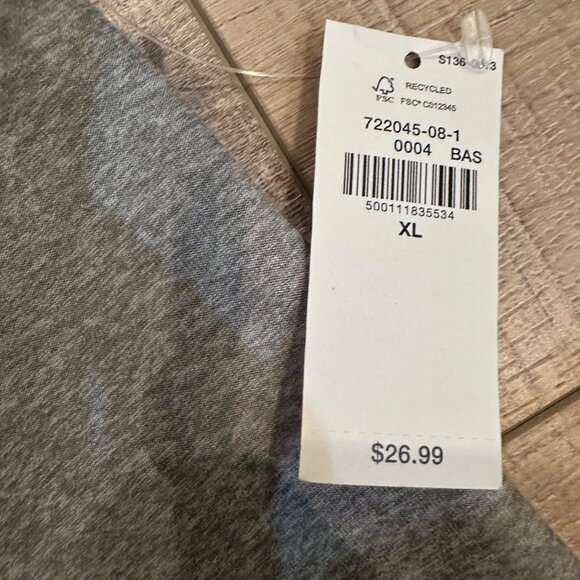 RECYCLED
FSC
FSC® C012345
722045-08-1
0004 BAS
500111835534
XL
$26.99